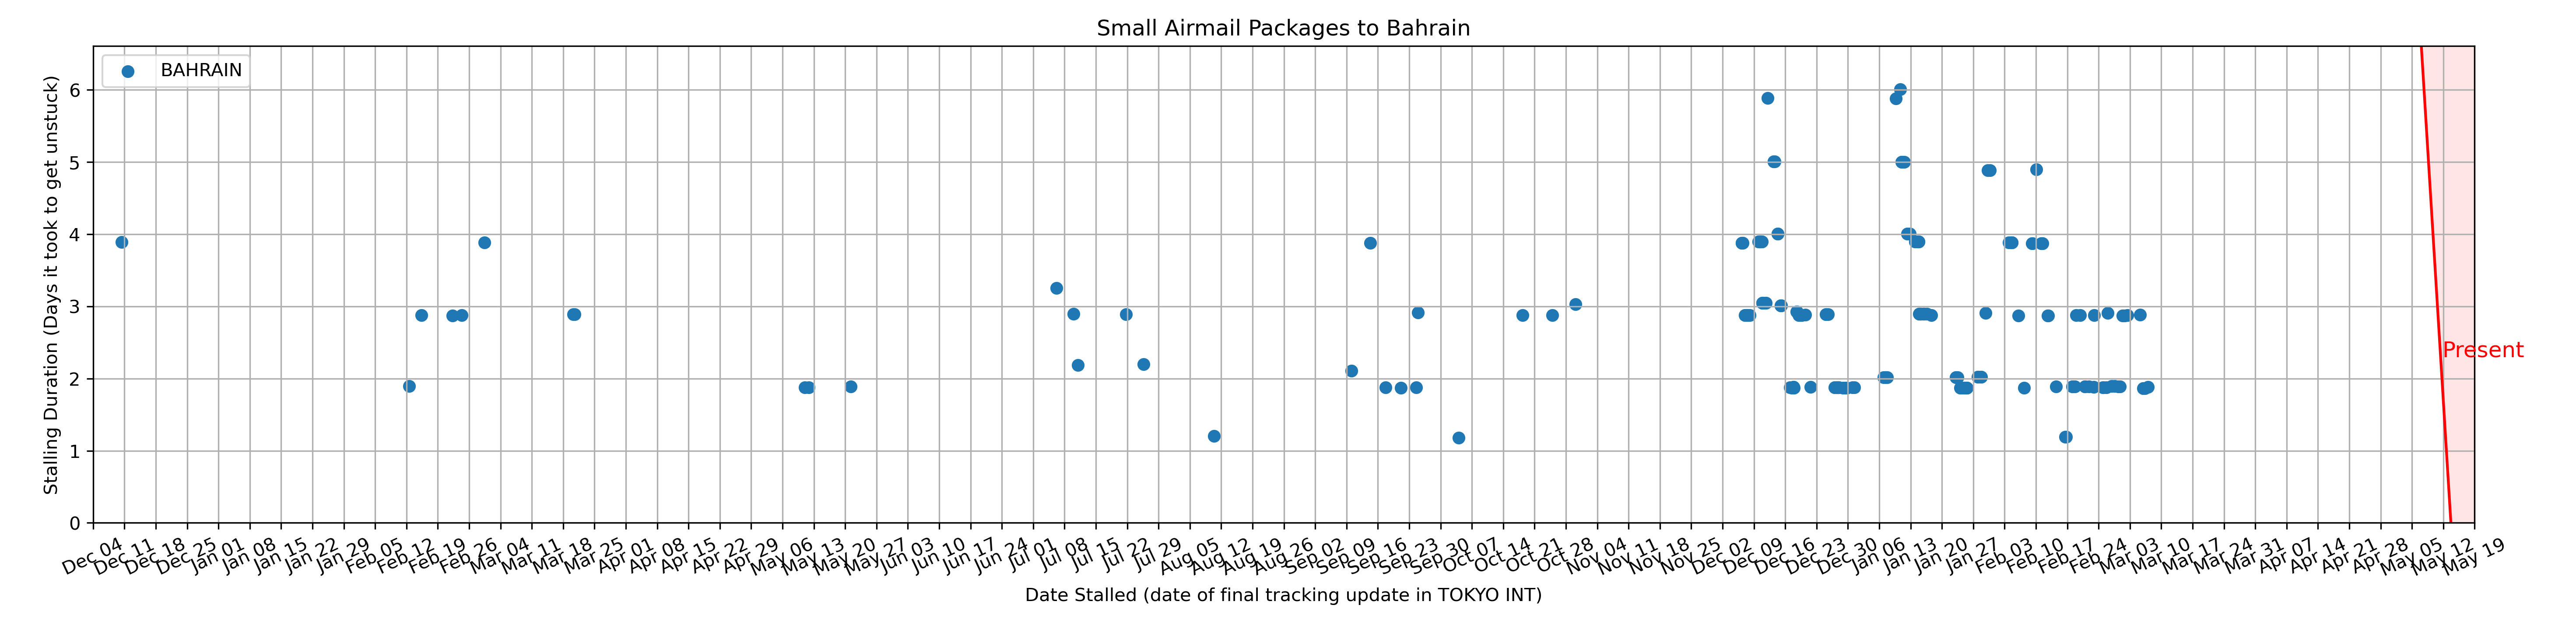 Small Airmail Packages to Bahrain
BAHRAIN
Stalling Duration (Days it took to get unstuck)
6
5
4
3
2
1
0
Present
Dec 04
Dec 11
Dec 18
Dec 25
Jan 01
Jan 08
Jan 15
Jan 22
Jan 29
Feb 05
Feb 12
Feb 19
Feb 26
Mar 04
Mar 11
Mar 18
Mar 25
Apr 01
Apr 08
Apr 15
Apr 22
Apr 29
May 06
May 13
May 20
May 27
Jun 03
Jun 10
Jun 17
Jun 24
Jul 01
Jul 08
Jul 15
Jul 22
Jul 29
Aug 05
Aug 12
Aug 19
Aug 26
Sep 02
Sep 09
Sep 16
Sep 23
Sep 30
Oct 07
Oct 14
Oct 21
Oct 28
Nov 04
Nov 11
Nov 18
Nov 25
Dec 02
Dec 09
Dec 16
Dec 23
Dec 30
Jan 06
Jan 13
Jan 20
Jan 27
Feb 03
Feb 10
Feb 17
Feb 24
Mar 03
Mar 10
Mar 17
Mar 24
Mar 31
Apr 07
Apr 14
Apr 21
Apr 28
May 05
May 12
May 19
Date Stalled (date of final tracking update in TOKYO INT)